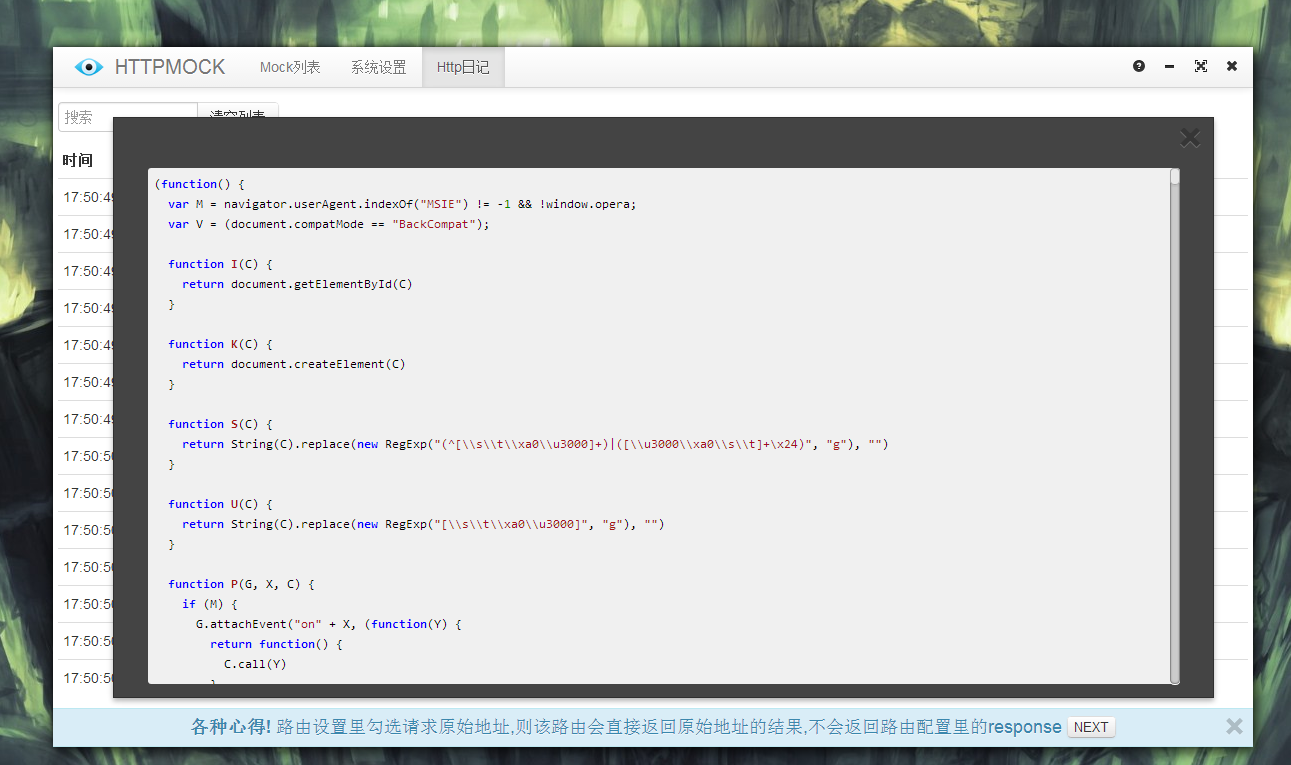 HTTPMOCK Mock列表 系统设置 Http日记
搜索 清空列表
时间
17:50:49
17:50:49
17:50:49
17:50:49
17:50:49
17:50:49
17:50:49
17:50:50
17:50:50
17:50:50
17:50:50
17:50:50
17:50:50
17:50:50
(function() {
var M = navigator.userAgent.indexOf("MSIE") != -1 && !window.opera;
var V = (document.compatMode == "BackCompat");
function I(C) {
return document.getElementById(C)
}
function K(C) {
return document.createElement(C)
}
function S(C) {
return String(C).replace(new RegExp("(^[\\s\\t\\xa0\\u3000]+)|([\\u3000\\xa0\\s\\t]+\x24)", "g"), "")
}
function U(C) {
return String(C).replace(new RegExp("[\\s\\t\\xa0\\u3000]", "g"), "")
}
function P(G, X, C) {
if (M) {
G.attachEvent("on" + X, (function(Y) {
return function() {
C.call(Y)
}
各种心得! 路由设置里勾选请求原始地址,则该路由会直接返回原始地址的结果,不会返回路由配置里的response NEXT